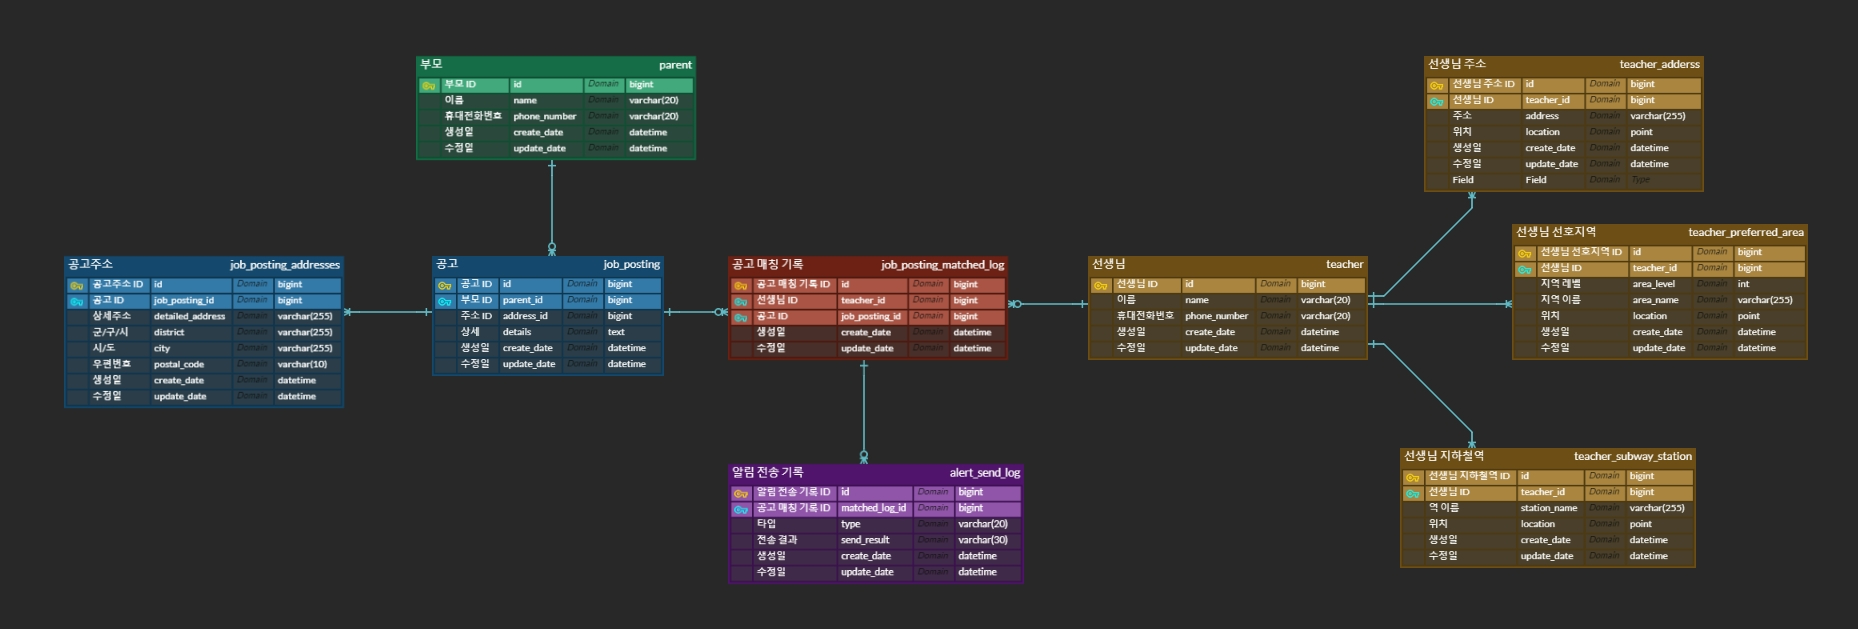 부모 parent
부모 ID id Domain bigint
이름 name Domain varchar(20)
휴대전화번호 phone_number Domain varchar(20)
생성일 create_date Domain datetime
수정일 update_date Domain datetime
선생님 주소 teacher_adderss
선생님 주소 ID id Domain bigint
선생님 ID teacher_id Domain bigint
주소 address Domain varchar(255)
위치 location Domain point
생성일 create_date Domain datetime
수정일 update_date Domain datetime
Field Field Domain Type
공고주소 job_posting_addresses
공고주소 ID id Domain bigint
공고 ID job_posting_id Domain bigint
상세주소 detailed_address Domain varchar(255)
군/구/시 district Domain varchar(255)
시/도 city Domain varchar(255)
우편번호 postal_code Domain varchar(10)
생성일 create_date Domain datetime
수정일 update_date Domain datetime
공고 job_posting
공고 ID id Domain bigint
부모 ID parent_id Domain bigint
주소 ID address_id Domain bigint
상세 details Domain text
생성일 create_date Domain datetime
수정일 update_date Domain datetime
공고 매칭 기록 job_posting_matched_log
공고 매칭 기록 ID id Domain bigint
선생님 ID teacher_id Domain bigint
공고 ID job_posting_id Domain bigint
생성일 create_date Domain datetime
수정일 update_date Domain datetime
선생님 teacher
선생님 ID id Domain bigint
이름 name Domain varchar(20)
휴대전화번호 phone_number Domain varchar(20)
생성일 create_date Domain datetime
수정일 update_date Domain datetime
선생님 선호지역 teacher_preferred_area
선생님 선호지역 ID id Domain bigint
선생님 ID teacher_id Domain bigint
지역 레벨 area_level Domain int
지역 이름 area_name Domain varchar(255)
위치 location Domain point
생성일 create_date Domain datetime
수정일 update_date Domain datetime
알림 전송 기록 alert_send_log
알림 전송 기록 ID id Domain bigint
공고 매칭 기록 ID matched_log_id Domain bigint
타입 type Domain varchar(20)
전송 결과 send_result Domain varchar(30)
생성일 create_date Domain datetime
수정일 update_date Domain datetime
선생님 지하철역 teacher_subway_station
선생님 지하철역 ID id Domain bigint
선생님 ID teacher_id Domain bigint
역 이름 station_name Domain varchar(255)
위치 location Domain point
생성일 create_date Domain datetime
수정일 update_date Domain datetime